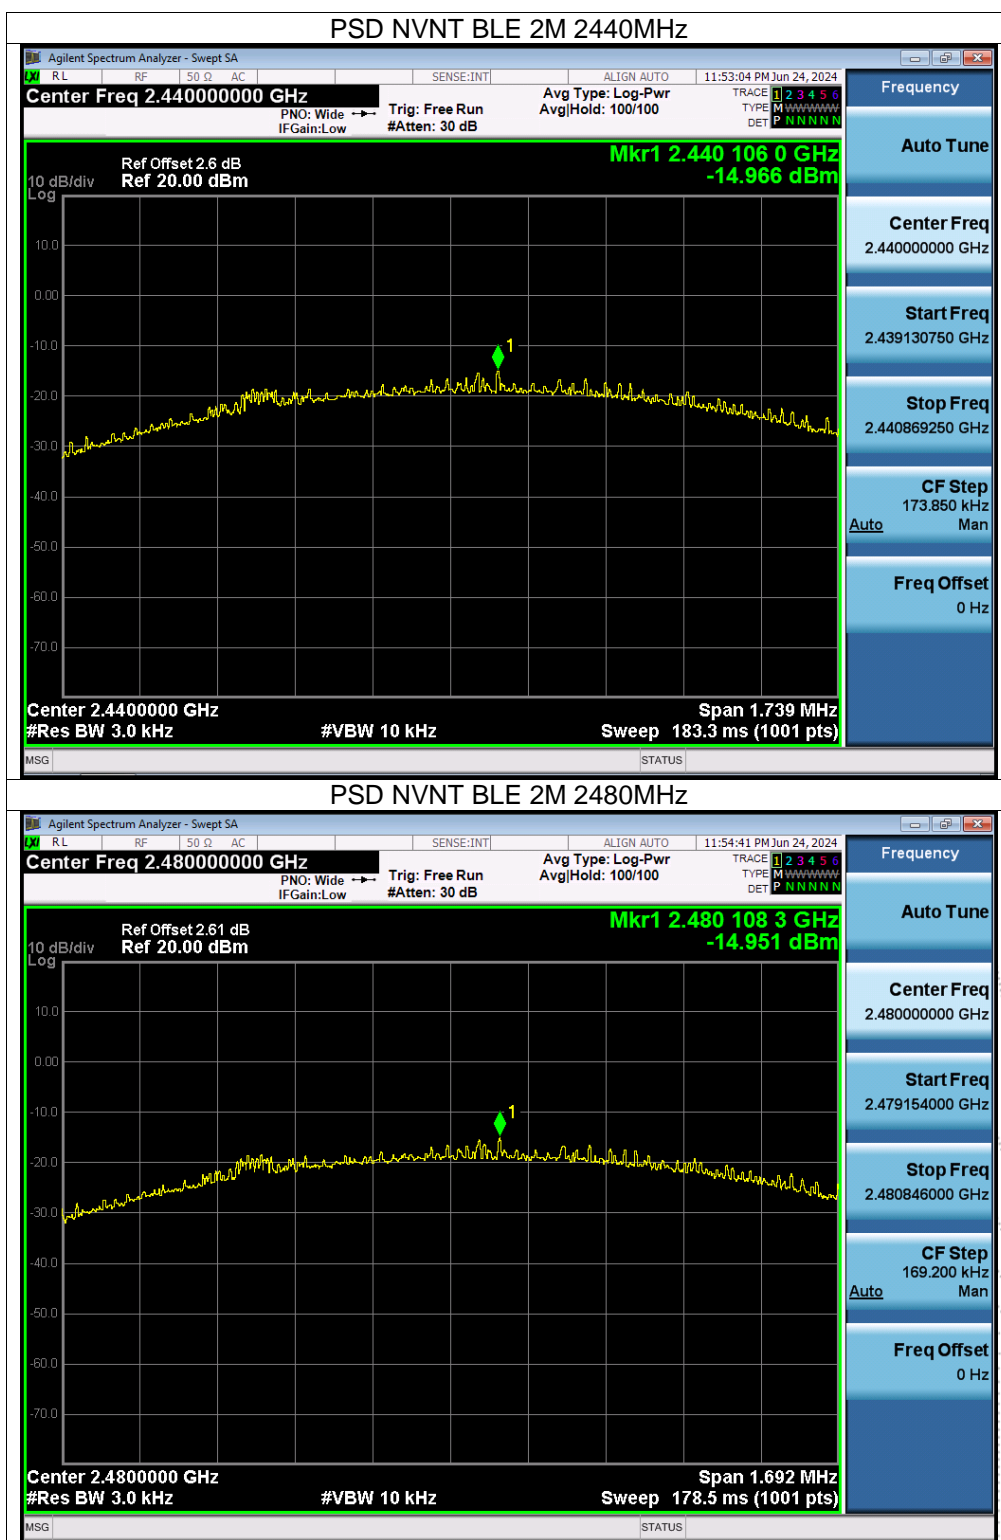 PSD NVNT BLE 2M 2440MHz
Agilent Spectrum Analyzer - Swept SA
LXI RL RF 50 Ω AC SENSE:INT ALIGN AUTO 11:53:04 PM Jun 24, 2024
Center Freq 2.440000000 GHz
PNO: Wide
IFGain:Low
Trig: Free Run
#Atten: 30 dB
Avg Type: Log-Pwr
Avg|Hold: 100/100
TRACE 1 2 3 4 5 6
TYPE M WWWWW
DET P N N N N N
Ref Offset 2.6 dB
10 dB/div Ref 20.00 dBm
Log
Mkr1 2.440 106 0 GHz
-14.966 dBm
10.0
0.00
-10.0
1
-20.0
-30.0
-40.0
-50.0
-60.0
-70.0
Center 2.4400000 GHz Span 1.739 MHz
#Res BW 3.0 kHz #VBW 10 kHz Sweep 183.3 ms (1001 pts)
MSG STATUS
Frequency
Auto Tune
Center Freq
2.440000000 GHz
Start Freq
2.439130750 GHz
Stop Freq
2.440869250 GHz
CF Step
173.850 kHz
Auto Man
Freq Offset
0 Hz
PSD NVNT BLE 2M 2480MHz
Agilent Spectrum Analyzer - Swept SA
LXI RL RF 50 Ω AC SENSE:INT ALIGN AUTO 11:54:41 PM Jun 24, 2024
Center Freq 2.480000000 GHz
PNO: Wide
IFGain:Low
Trig: Free Run
#Atten: 30 dB
Avg Type: Log-Pwr
Avg|Hold: 100/100
TRACE 1 2 3 4 5 6
TYPE M WWWWW
DET P N N N N N
Ref Offset 2.61 dB
10 dB/div Ref 20.00 dBm
Log
Mkr1 2.480 108 3 GHz
-14.951 dBm
10.0
0.00
-10.0
1
-20.0
-30.0
-40.0
-50.0
-60.0
-70.0
Center 2.4800000 GHz Span 1.692 MHz
#Res BW 3.0 kHz #VBW 10 kHz Sweep 178.5 ms (1001 pts)
MSG STATUS
Frequency
Auto Tune
Center Freq
2.480000000 GHz
Start Freq
2.479154000 GHz
Stop Freq
2.480846000 GHz
CF Step
169.200 kHz
Auto Man
Freq Offset
0 Hz